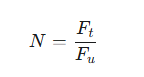 N = F_t / F_u